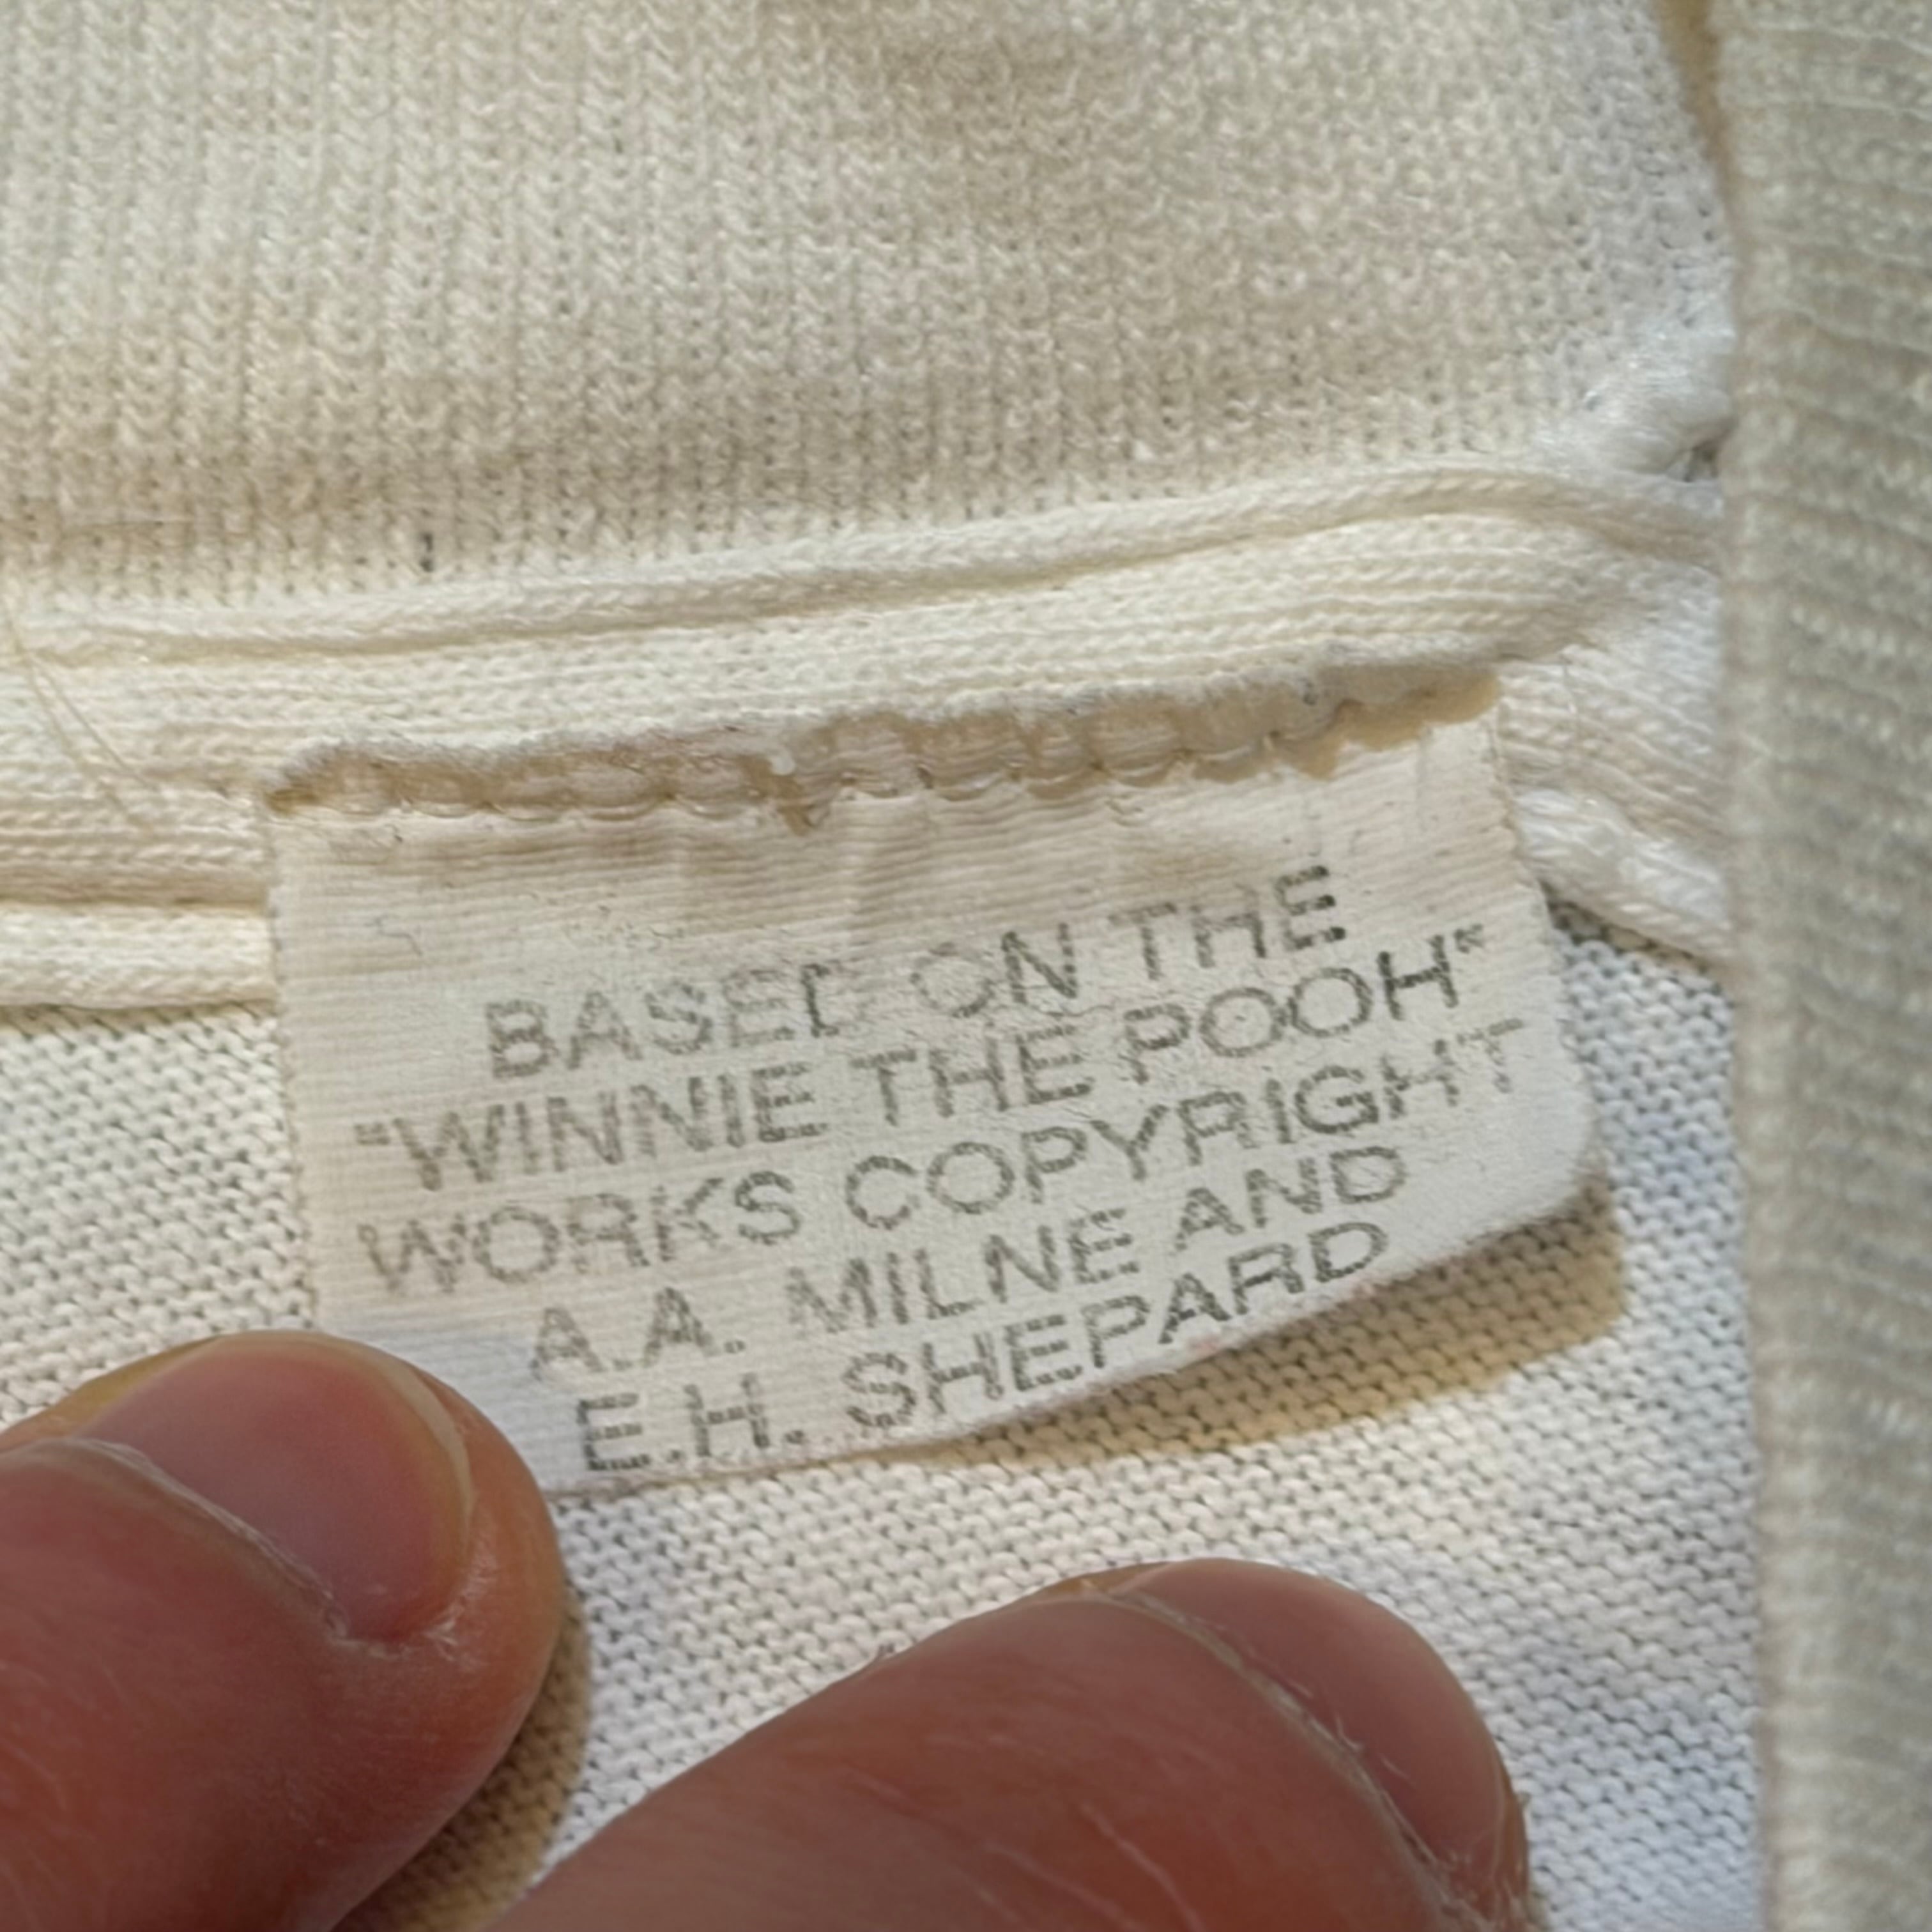 BASED ON THE
"WINNIE THE POOH"
WORKS COPYRIGHT
A.A. MILNE AND
E.H. SHEPARD